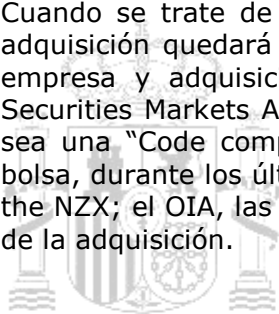 Cuando se trate de
adquisición quedará
empresa y adquisic
Securities Markets A
sea una "Code comp
bolsa, durante los últ
the NZX; el OIA, las
de la adquisición.